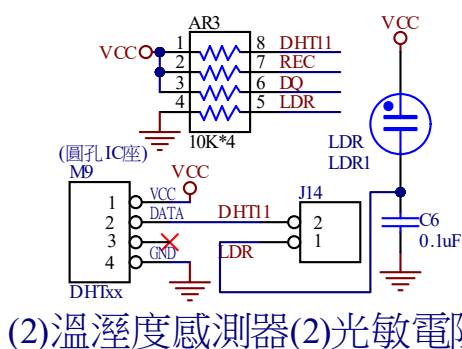 AR3
VCC
1 8 DHT11
2 7 REC
3 6 DQ
4 5 LDR
10K*4
VCC
LDR
LDR1
C6
0.1uF
(圓孔IC座)
M9
VCC
1 VCC
2 DATA
3
4 GND
DHTxx
DHT11
LDR
J14
2
1
(2)溫溼度感測器(2)光敏電阻